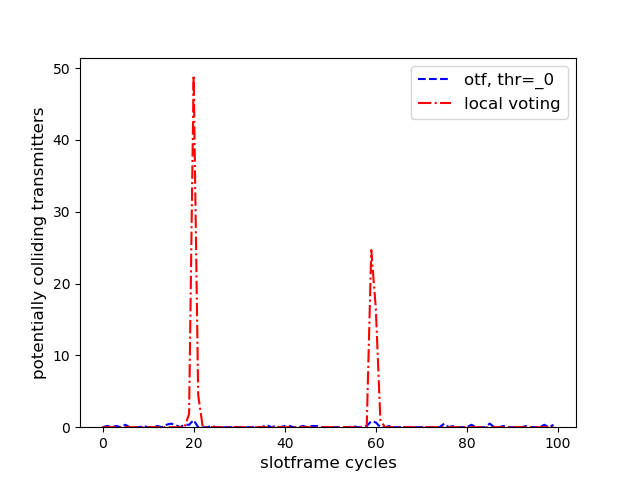 otf, thr=_0
local voting
potentially colliding transmitters
50
40
30
20
10
0
0 20 40 60 80 100
slotframe cycles